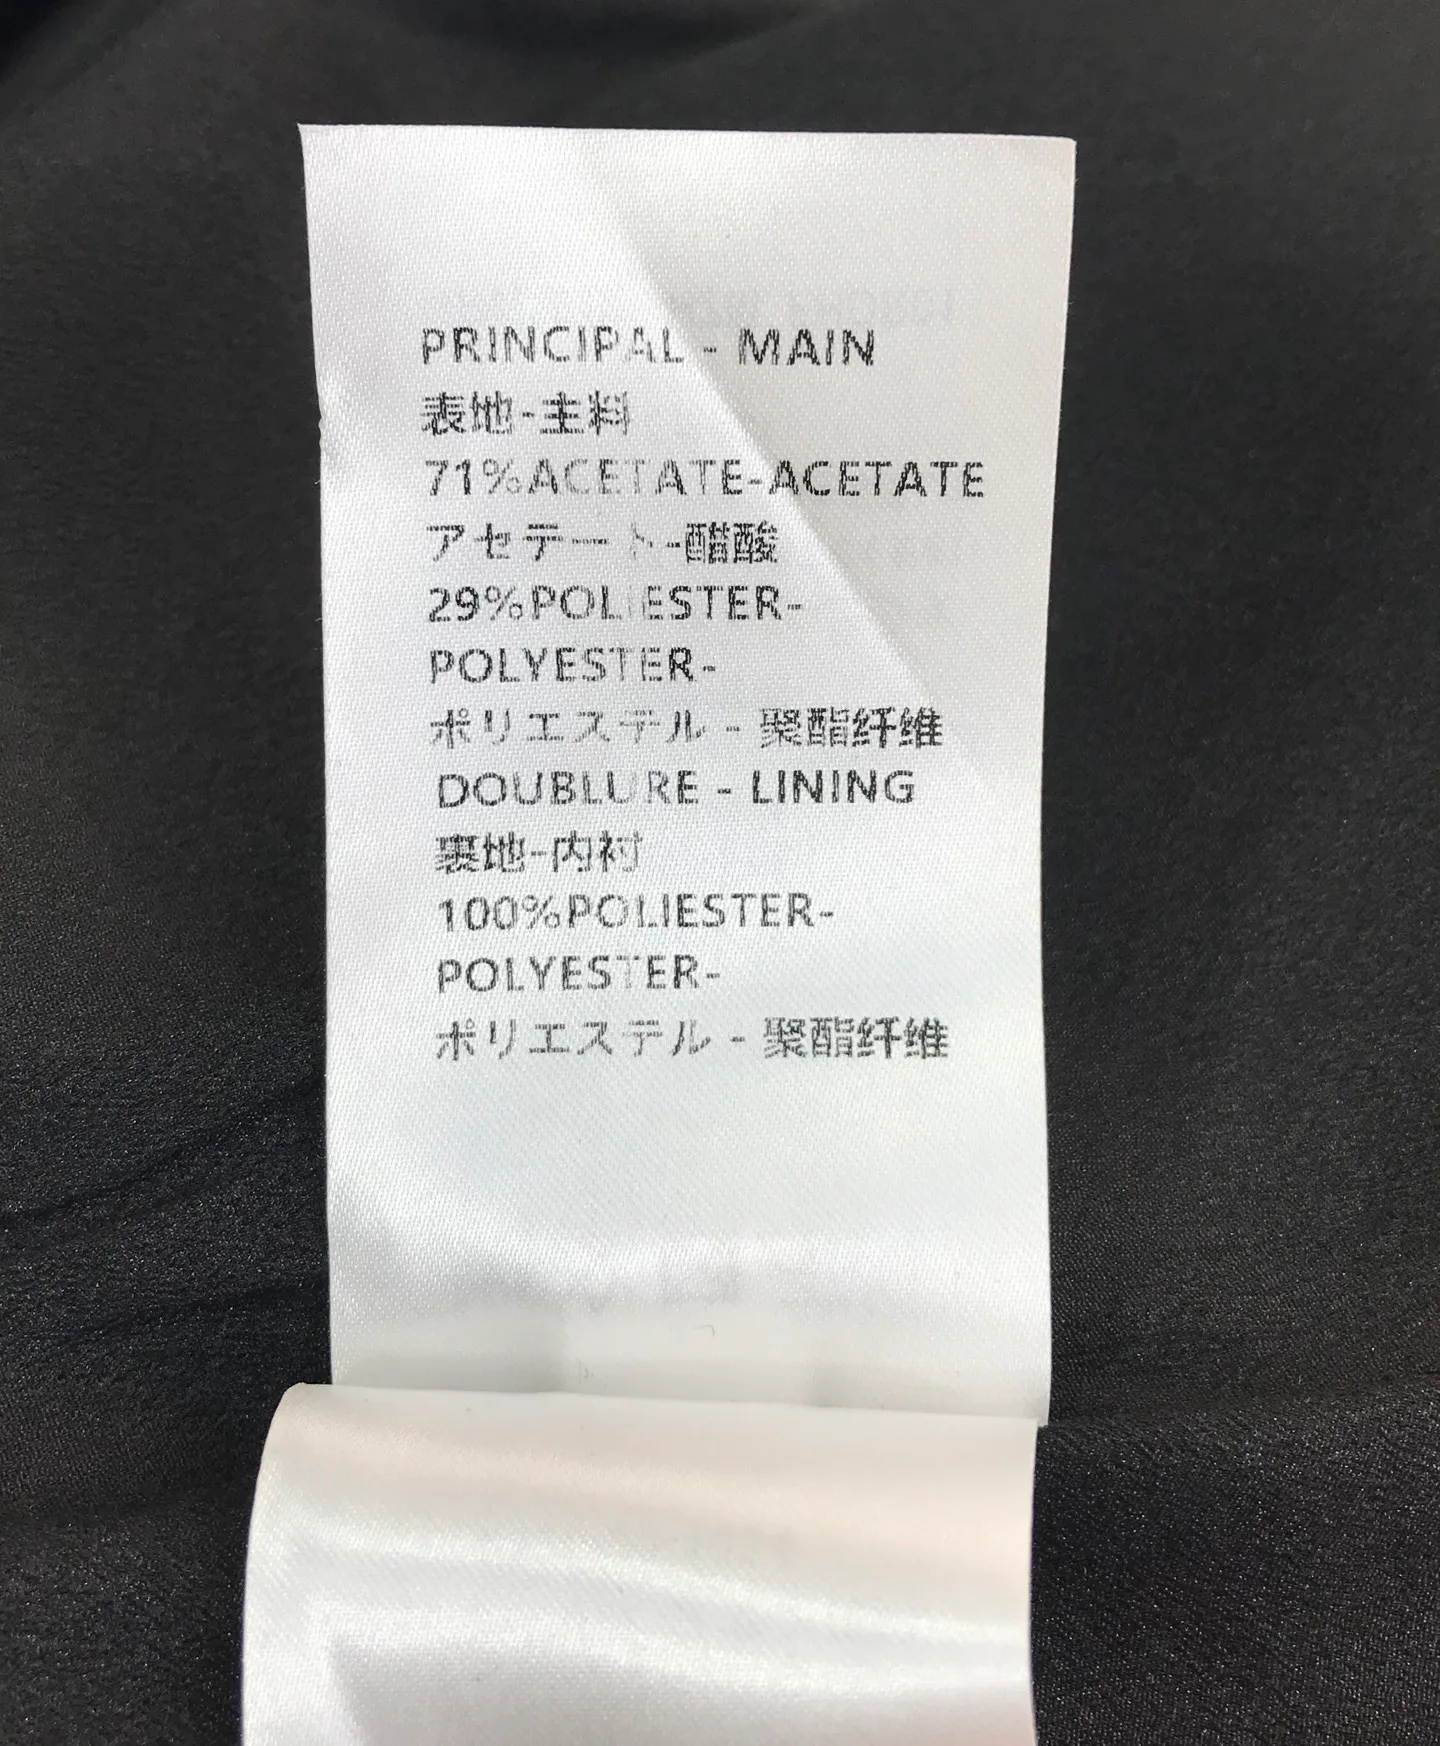 PRINCIPAL - MAIN
表地-主料
71%ACETATE-ACETATE
アセテート-醋酸
29%POLIESTER-
POLYESTER-
ポリエステル - 聚酯纤维
DOUBLURE - LINING
裏地-内衬
100%POLIESTER-
POLYESTER-
ポリエステル - 聚酯纤维